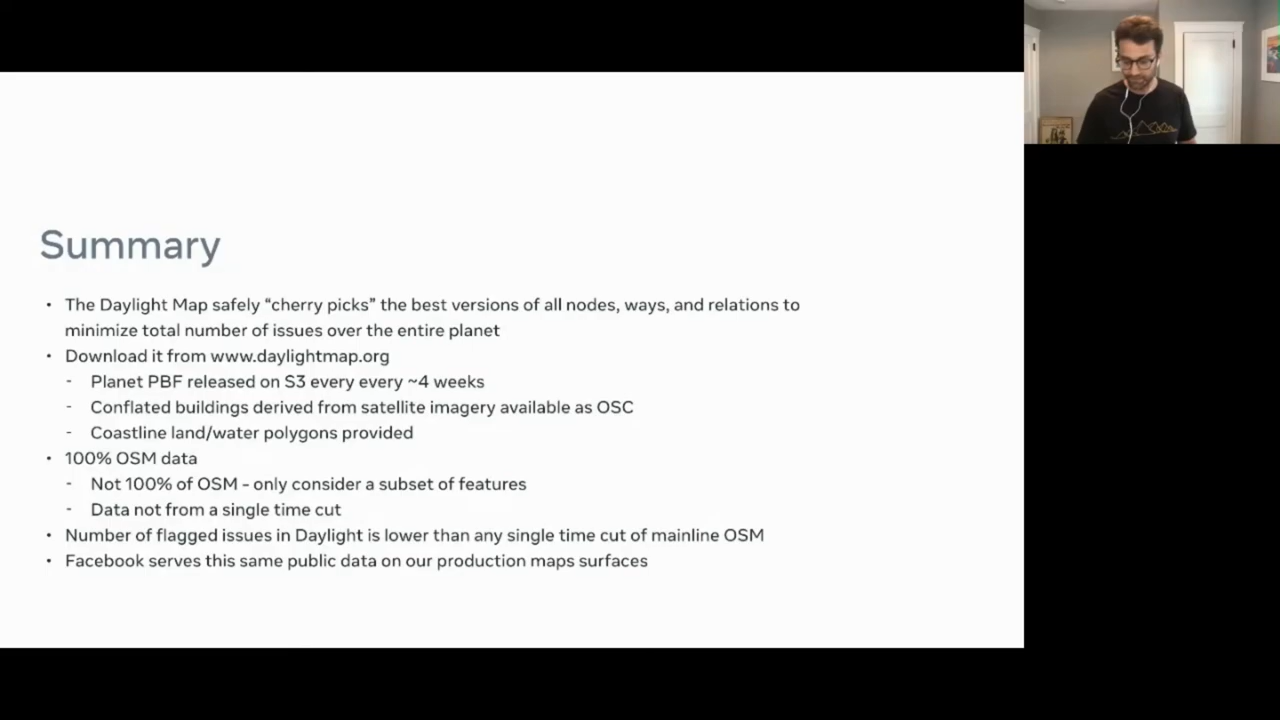 Summary
• The Daylight Map safely “cherry picks” the best versions of all nodes, ways, and relations to
minimize total number of issues over the entire planet
• Download it from www.daylightmap.org
- Planet PBF released on S3 every every ~4 weeks
- Conflated buildings derived from satellite imagery available as OSC
- Coastline land/water polygons provided
• 100% OSM data
- Not 100% of OSM - only consider a subset of features
- Data not from a single time cut
• Number of flagged issues in Daylight is lower than any single time cut of mainline OSM
• Facebook serves this same public data on our production maps surfaces